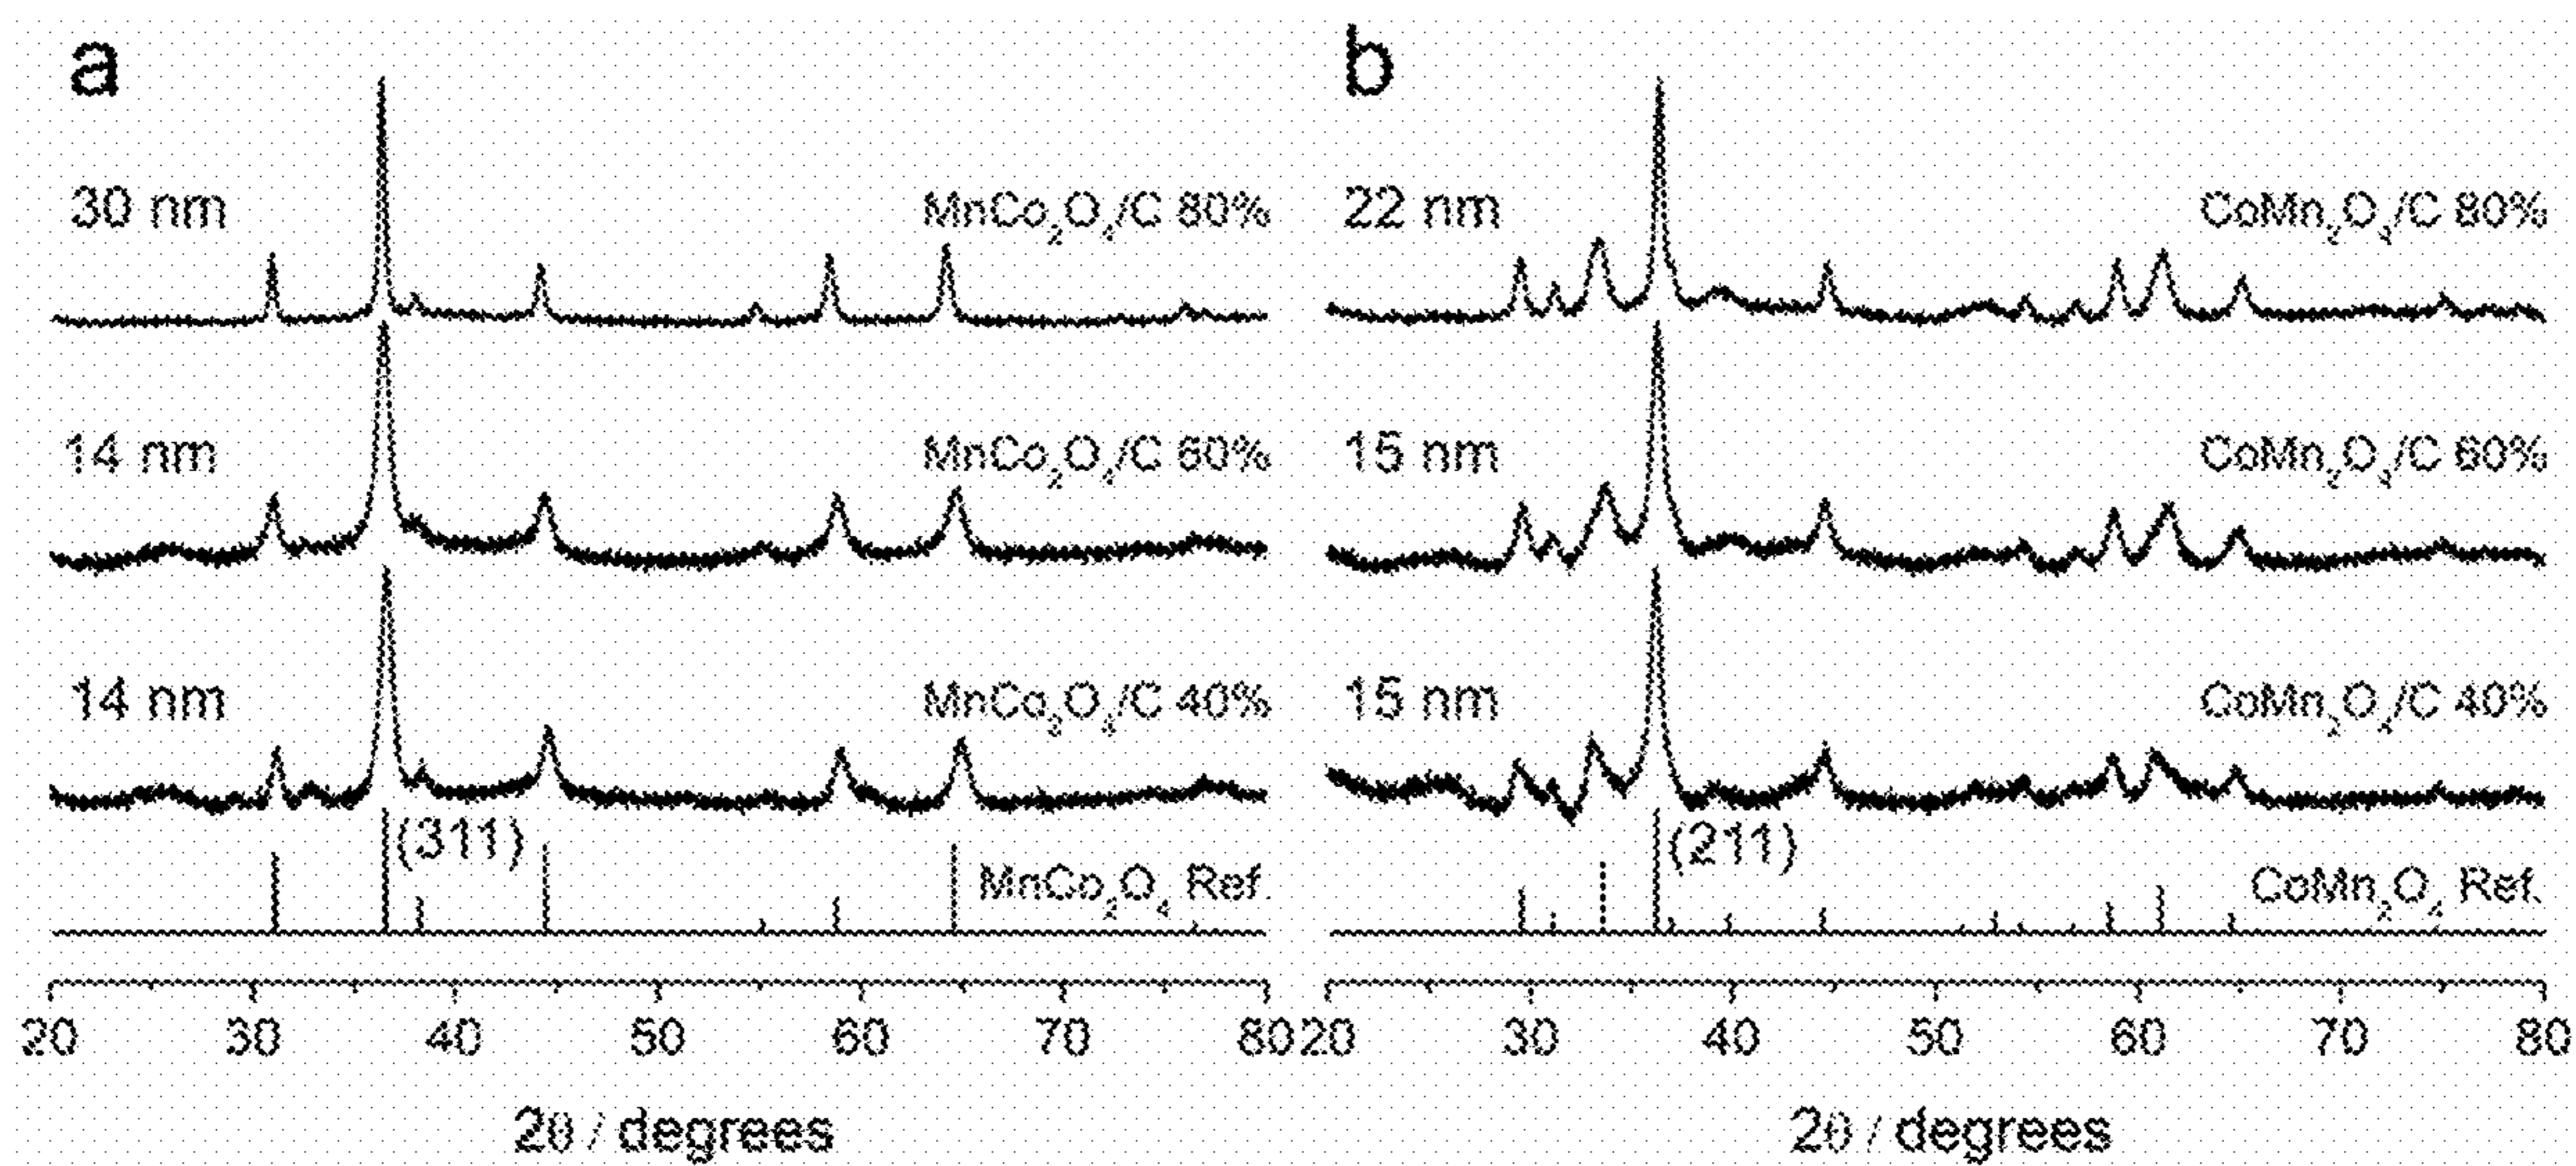 a
30 nm
MnCo₂O₄/C 80%
14 nm
MnCo₂O₄/C 60%
14 nm
MnCo₂O₄/C 40%
(311)
MnCo₂O₄ Ref.
20 30 40 50 60 70 80
2θ / degrees
b
22 nm
CoMn₂O₄/C 80%
15 nm
CoMn₂O₄/C 60%
15 nm
CoMn₂O₄/C 40%
(211)
CoMn₂O₄ Ref.
20 30 40 50 60 70 80
2θ / degrees